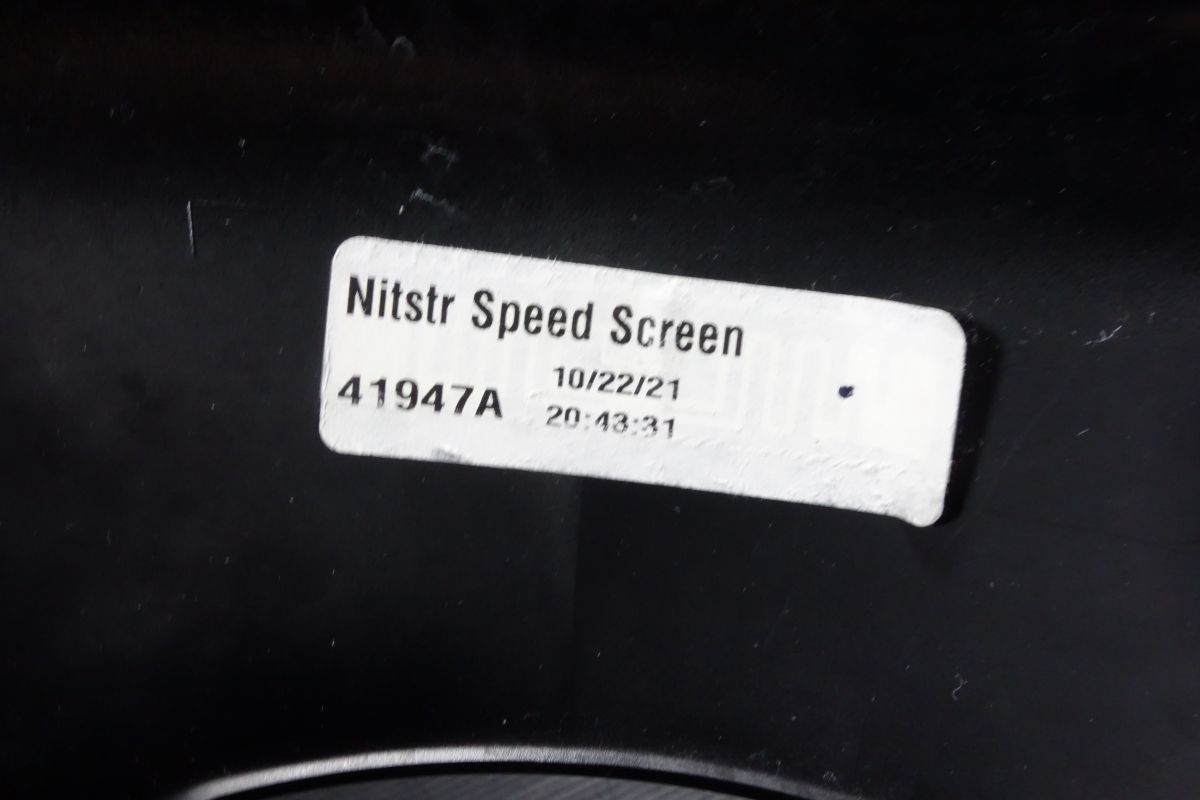 Nitstr Speed Screen
41947A
10/22/21
20:43:31